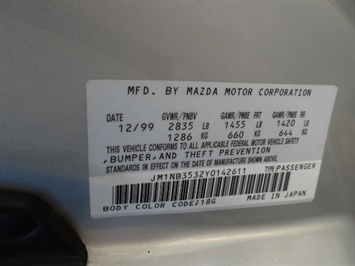 MFD. BY MAZDA MOTOR CORPORATION
DATE GVWR/PNBV GAWR/PNBE FRT GAWR/PNBE RR
12/99 2835 LB 1455 LB 1420 LB
1286 KG 660 KG 644 KG
THIS VEHICLE CONFORMS TO ALL APPLICABLE
FEDERAL MOTOR VEHICLE SAFETY
, BUMPER, AND THEFT PREVENTION
STANDARDS IN EFFECT ON THE DATE OF MANUFACTURE SHOWN ABOVE.
JM1NB3532Y0142611 TYPE:PASSENGER
BODY COLOR CODE:18G MADE IN JAPAN